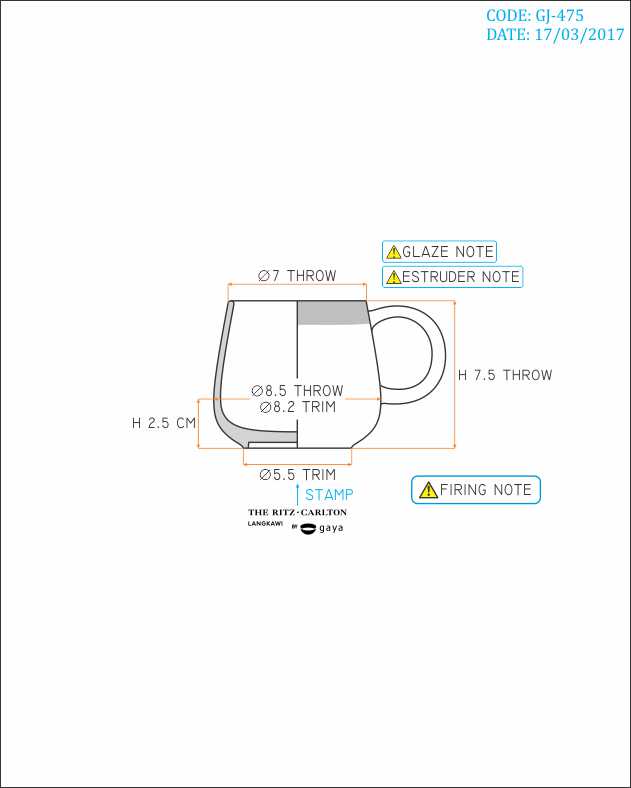 CODE: GJ-475
DATE: 17/03/2017
GLAZE NOTE
ESTRUDER NOTE
∅7 THROW
H 7.5 THROW
∅8.5 THROW
∅8.2 TRIM
H 2.5 CM
∅5.5 TRIM
STAMP
FIRING NOTE
THE RITZ·CARLTON
LANGKAWI BY gaya